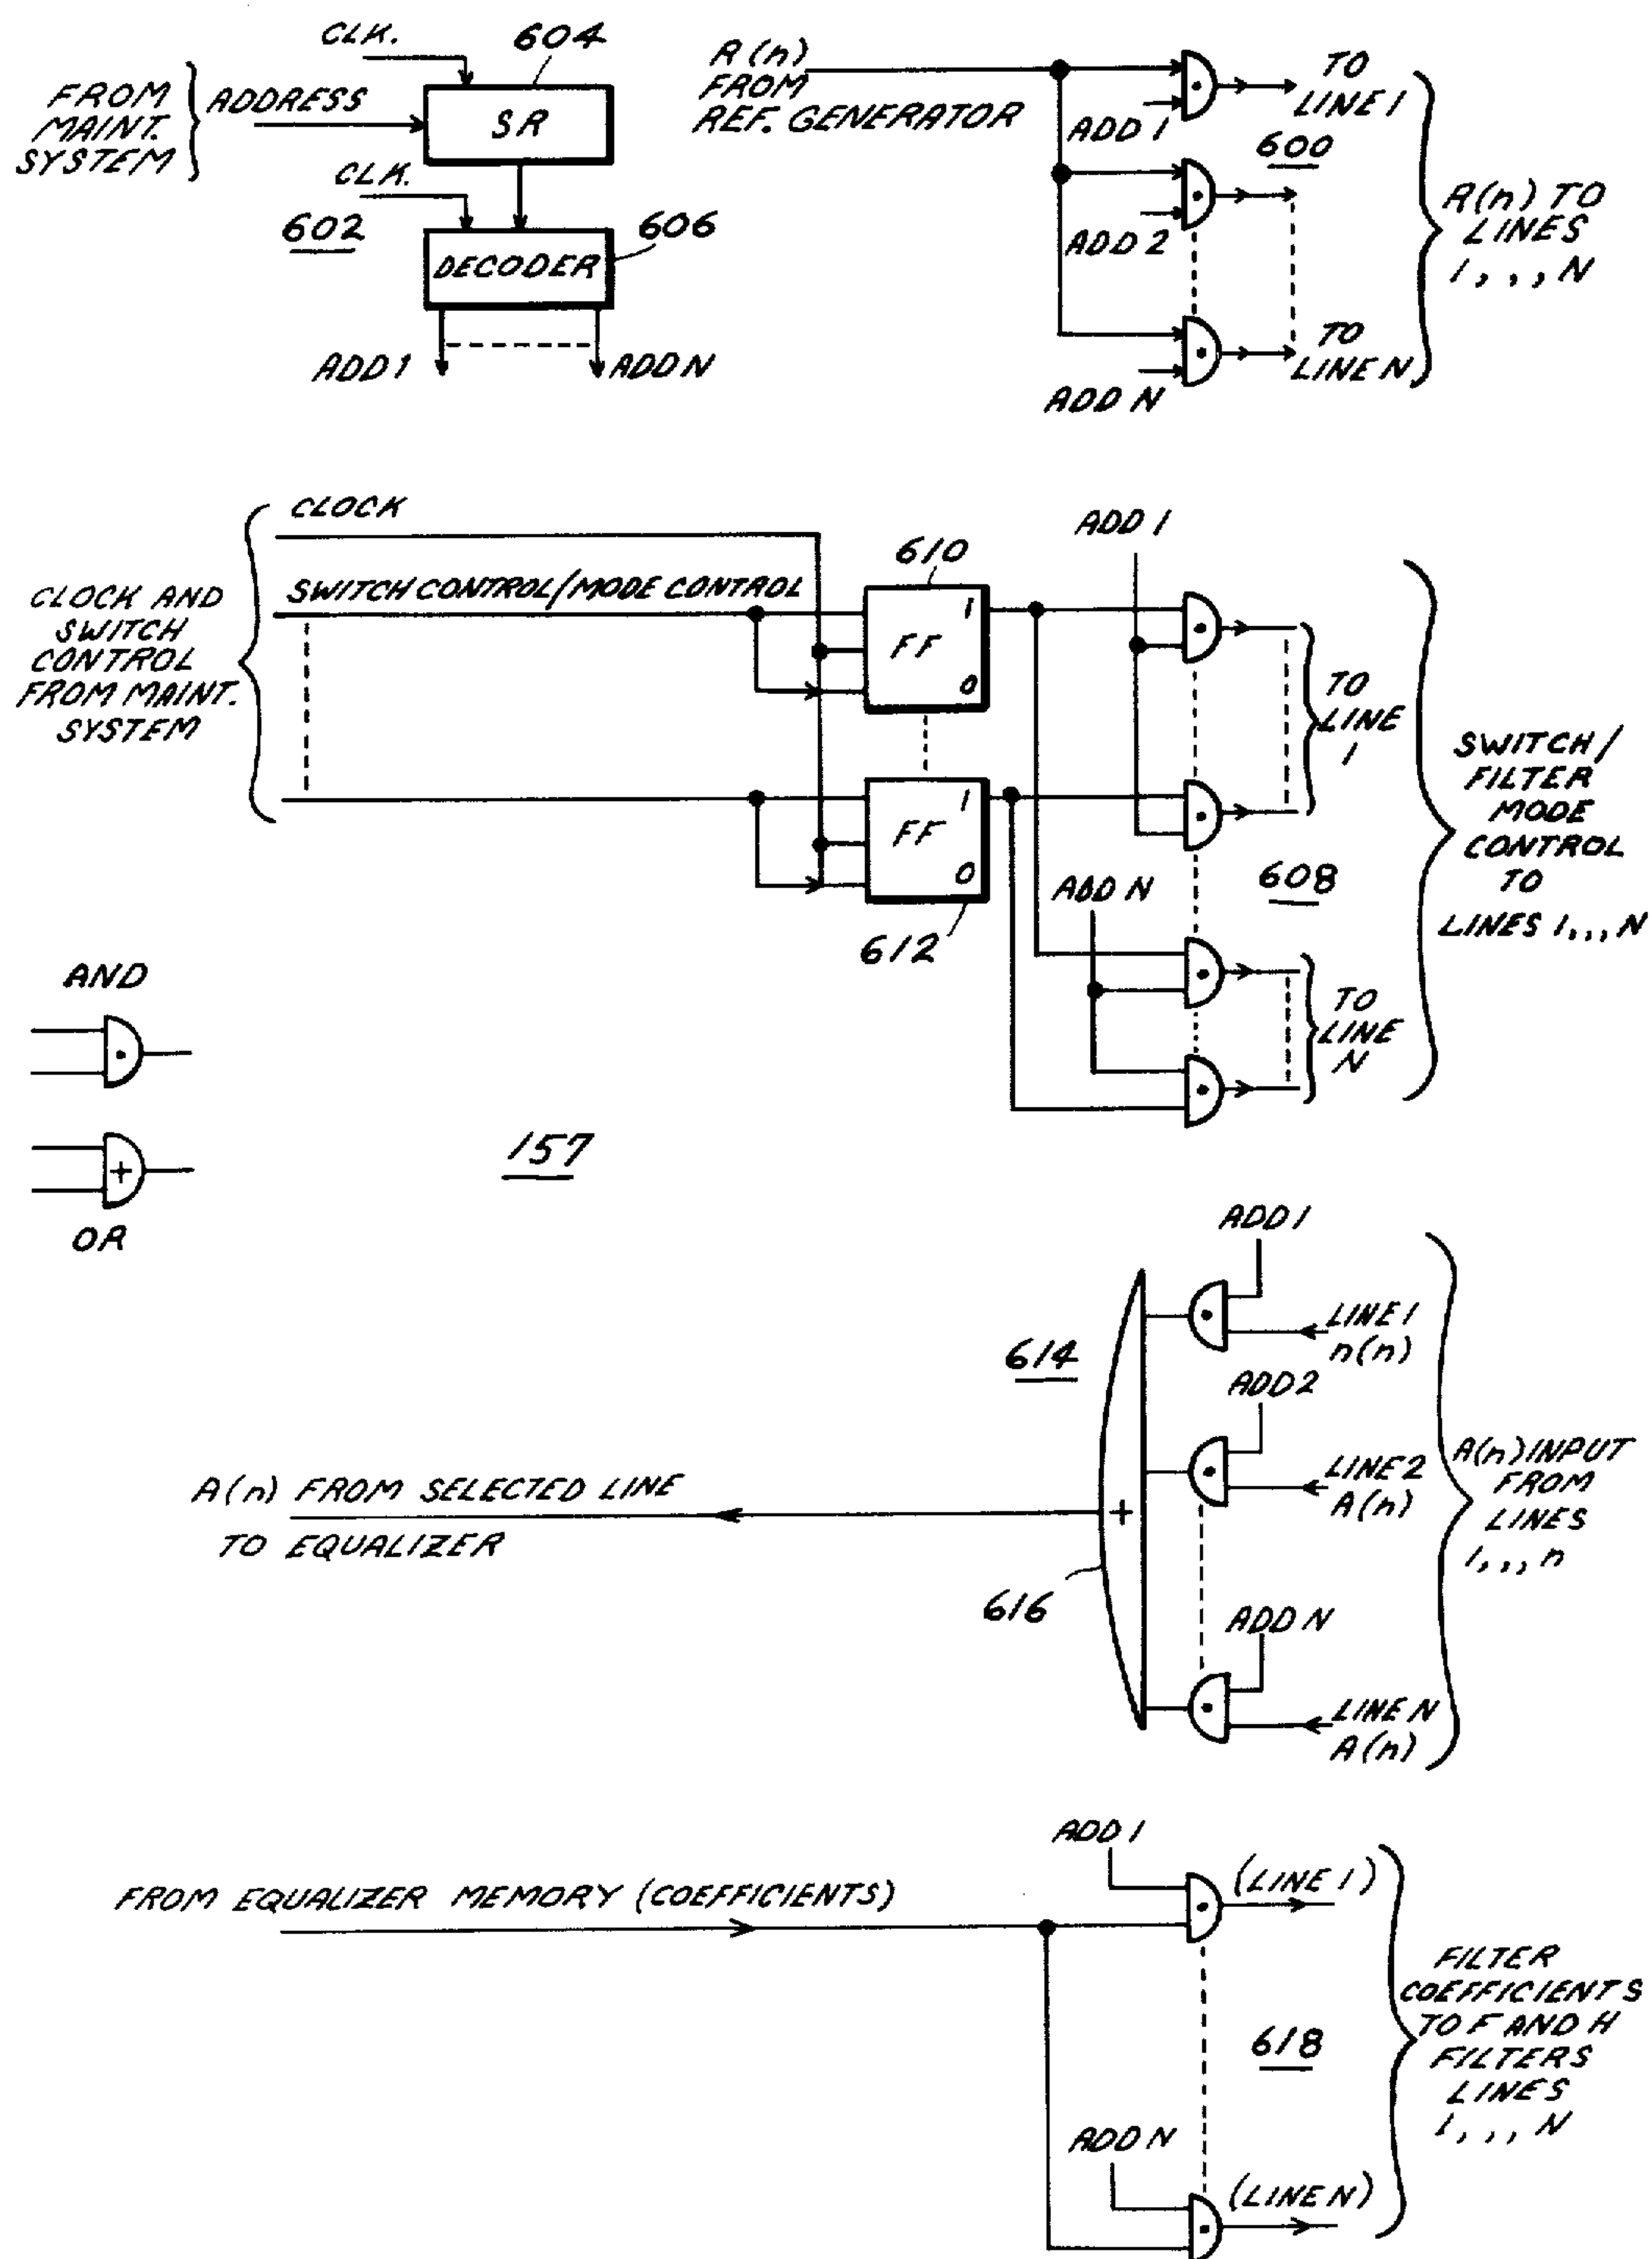 CLK.
604
FROM
MAINT.
SYSTEM
ADDRESS
SR
CLK.
602
606
DECODER
ADD 1
ADD N
R(n)
FROM
REF. GENERATOR
TO
LINE 1
ADD 1
600
ADD 2
R(n) TO
LINES
1,,,N
TO
LINE N
ADD N
CLOCK
CLOCK AND
SWITCH
CONTROL
FROM MAINT.
SYSTEM
SWITCH CONTROL/MODE CONTROL
610
1
FF
0
1
FF
0
612
ADD 1
TO
LINE
1
608
ADD N
TO
LINE
N
SWITCH/
FILTER
MODE
CONTROL
TO
LINES 1,,,N
AND
+
OR
157
ADD 1
LINE 1
n(n)
614
ADD 2
LINE 2
A(n)
A(n) INPUT
FROM
LINES
1,,,n
A(n) FROM SELECTED LINE
TO EQUALIZER
+
616
ADD N
LINE N
A(n)
ADD 1
FROM EQUALIZER MEMORY (COEFFICIENTS)
(LINE 1)
FILTER
COEFFICIENTS
TO F AND H
FILTERS
LINES
1,,,N
618
ADD N
(LINE N)